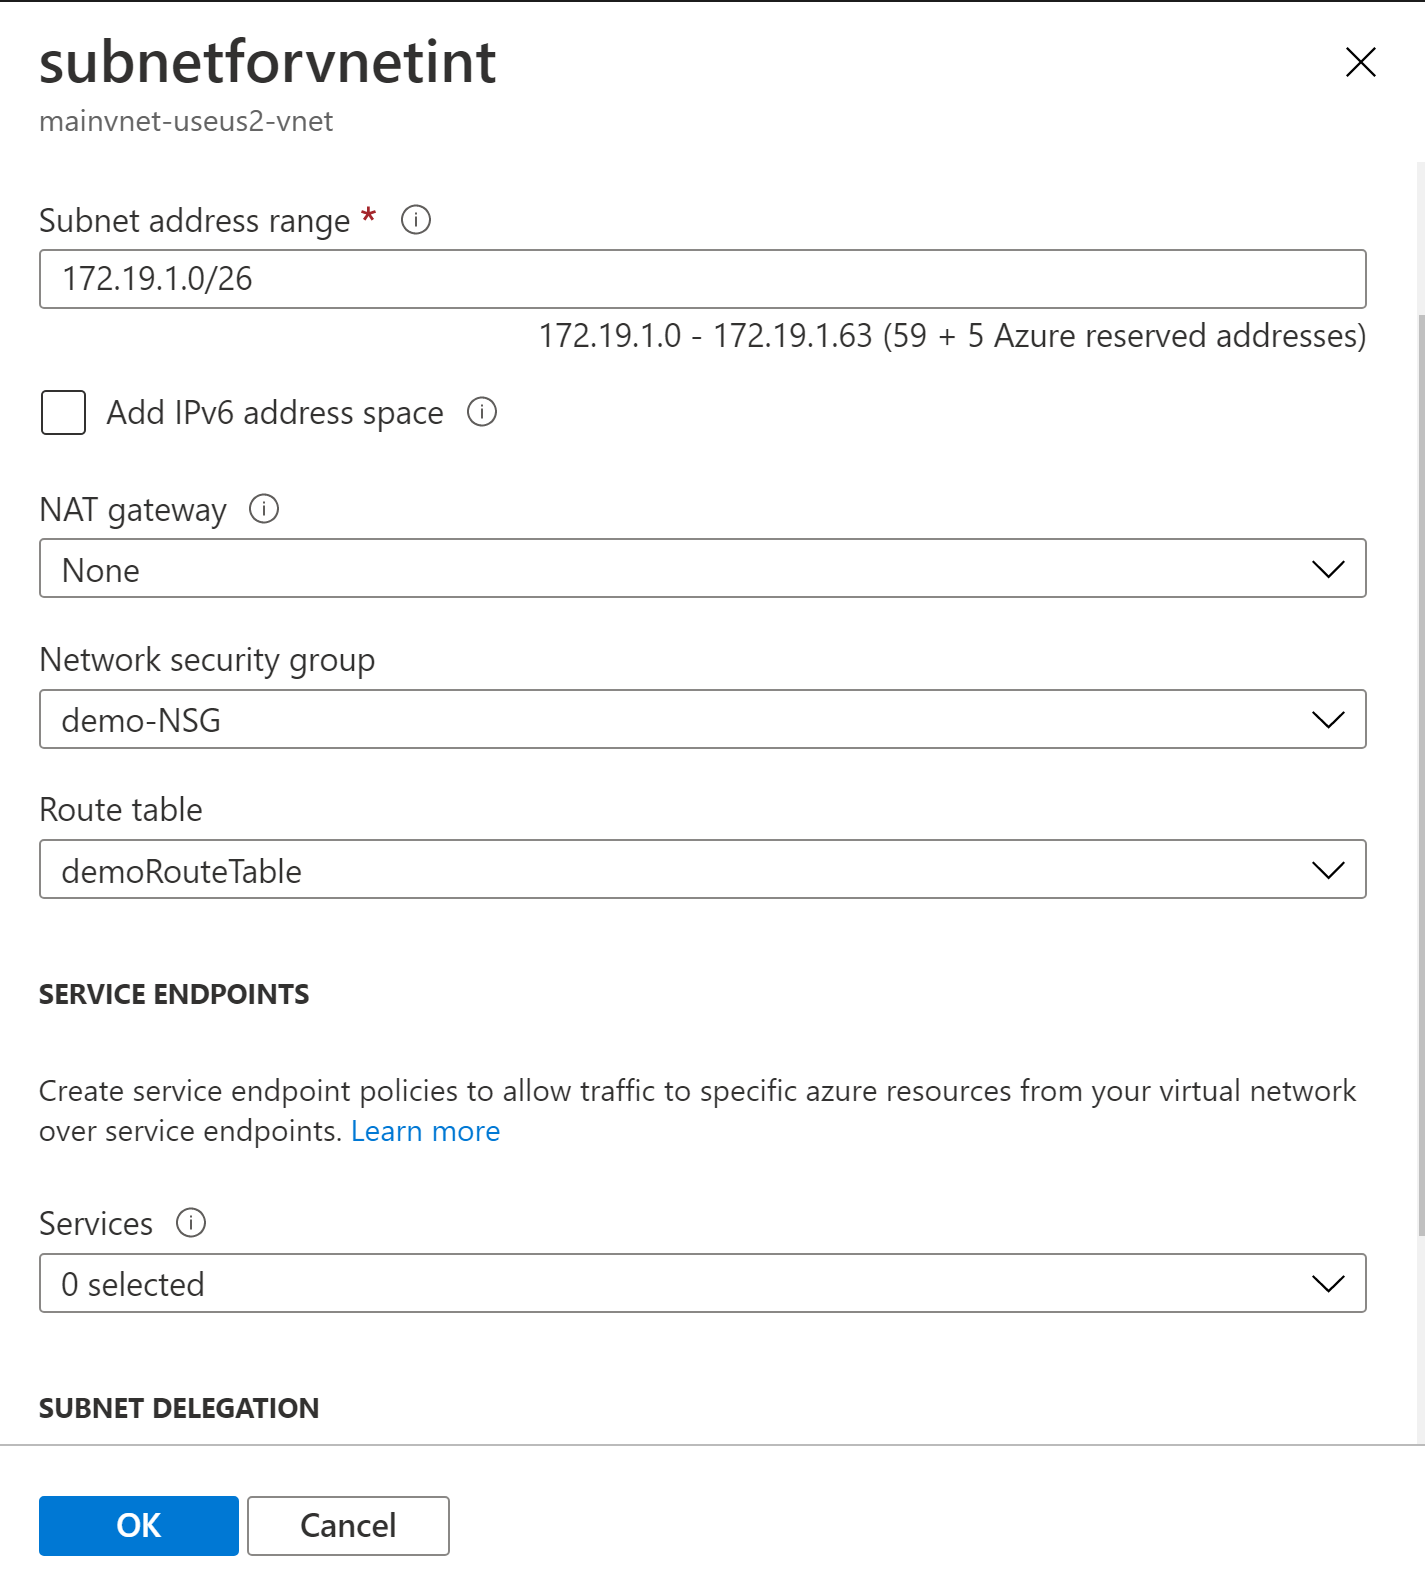 subnetforvnetint
mainvnet-useus2-vnet
Subnet address range *
172.19.1.0/26
172.19.1.0 - 172.19.1.63 (59 + 5 Azure reserved addresses)
Add IPv6 address space
NAT gateway
None
Network security group
demo-NSG
Route table
demoRouteTable
SERVICE ENDPOINTS
Create service endpoint policies to allow traffic to specific azure resources from your virtual network
over service endpoints. Learn more
Services
0 selected
SUBNET DELEGATION
OK Cancel